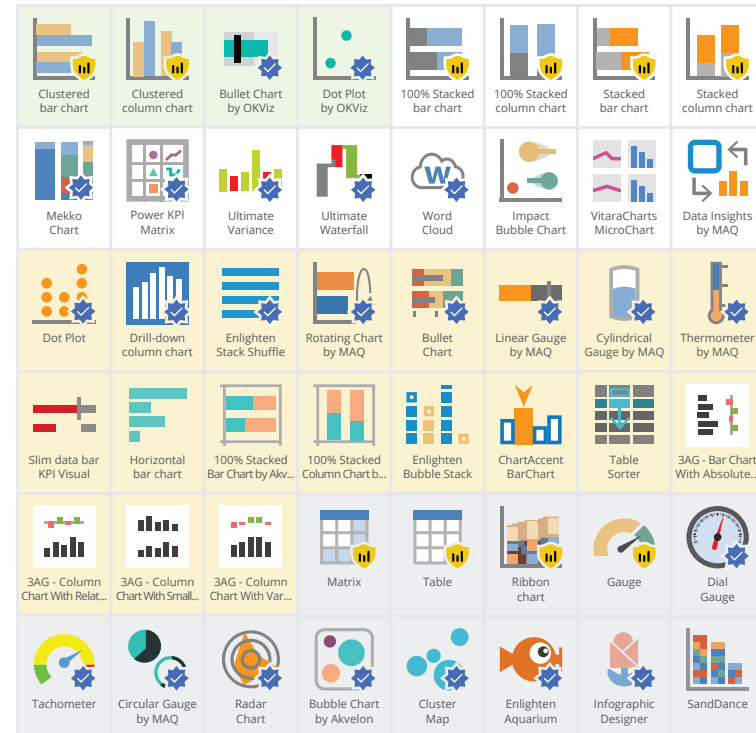 Clustered
bar chart
Clustered
column chart
Bullet Chart
by OKViz
Dot Plot
by OKViz
100% Stacked
bar chart
100% Stacked
column chart
Stacked
bar chart
Stacked
column chart
W
Mekko
Chart
Power KPI
Matrix
Ultimate
Variance
Ultimate
Waterfall
Word
Cloud
Impact
Bubble Chart
VitaraCharts
MicroChart
Data Insights
by MAQ
Dot Plot
Drill-down
column chart
Enlighten
Stack Shuffle
Rotating Chart
by MAQ
Bullet
Chart
Linear Gauge
by MAQ
Cylindrical
Gauge by MAQ
Thermometer
by MAQ
Slim data bar
KPI Visual
Horizontal
bar chart
100% Stacked
Bar Chart by Akv...
100% Stacked
Column Chart b...
Enlighten
Bubble Stack
ChartAccent
BarChart
Table
Sorter
3AG - Bar Chart
With Absolute...
3AG - Column
Chart With Relat...
3AG - Column
Chart With Small...
3AG - Column
Chart With Var...
Matrix
Table
Ribbon
chart
Gauge
Dial
Gauge
Tachometer
Circular Gauge
by MAQ
Radar
Chart
Bubble Chart
by Akvelon
Cluster
Map
Enlighten
Aquarium
Infographic
Designer
SandDance